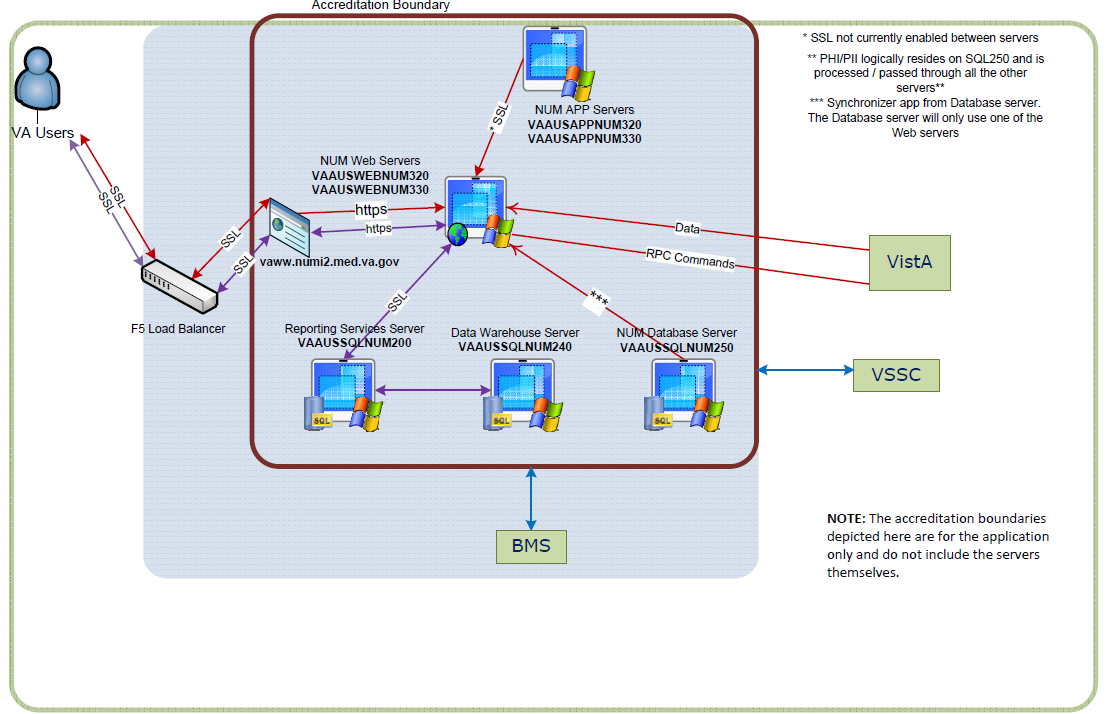 Accreditation Boundary
* SSL not currently enabled between servers
** PHI/PII logically resides on SQL250 and is
processed / passed through all the other
servers**
*** Synchronizer app from Database server.
The Database server will only use one of the
Web servers
VA Users
SSL
SSL
NUM APP Servers
VAAUSAPPNUM320
VAAUSAPPNUM330
* SSL
NUM Web Servers
VAAUSWEBNUM320
VAAUSWEBNUM330
https
https
SSL
SSL
vaww.numi2.med.va.gov
Data
RPC Commands
VistA
F5 Load Balancer
SSL
***
Reporting Services Server
VAAUSSQLNUM200
Data Warehouse Server
VAAUSSQLNUM240
NUM Database Server
VAAUSSQLNUM250
SQL
SQL
SQL
VSSC
BMS
NOTE: The accreditation boundaries
depicted here are for the application
only and do not include the servers
themselves.